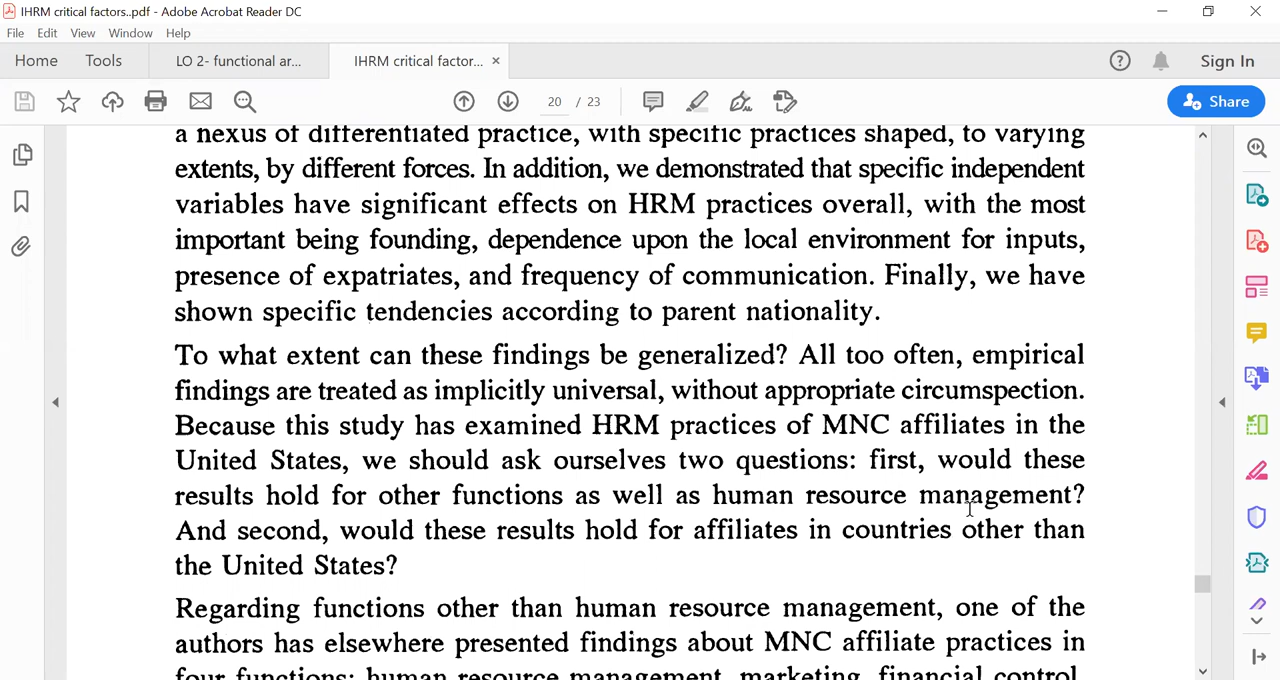 IHRM critical factors..pdf - Adobe Acrobat Reader DC
File Edit View Window Help
Home Tools LO 2- functional ar... IHRM critical factor... × Sign In
20 / 23 Share
a nexus of differentiated practice, with specific practices shaped, to varying
extents, by different forces. In addition, we demonstrated that specific independent
variables have significant effects on HRM practices overall, with the most
important being founding, dependence upon the local environment for inputs,
presence of expatriates, and frequency of communication. Finally, we have
shown specific tendencies according to parent nationality.
To what extent can these findings be generalized? All too often, empirical
findings are treated as implicitly universal, without appropriate circumspection.
Because this study has examined HRM practices of MNC affiliates in the
United States, we should ask ourselves two questions: first, would these
results hold for other functions as well as human resource management?
And second, would these results hold for affiliates in countries other than
the United States?
Regarding functions other than human resource management, one of the
authors has elsewhere presented findings about MNC affiliate practices in
four functions: human resource management, marketing, financial control,